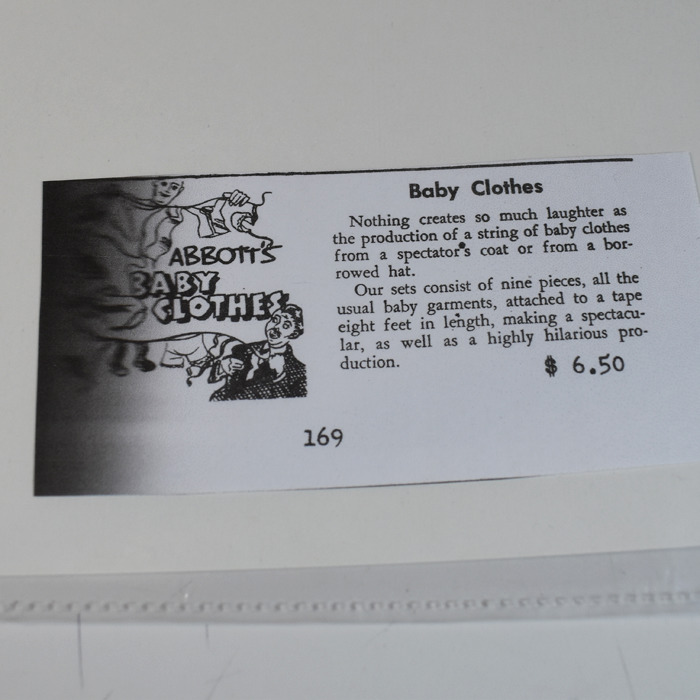 ABBOTT'S
BABY
CLOTHES
Baby Clothes
Nothing creates so much laughter as
the production of a string of baby clothes
from a spectator's coat or from a bor-
rowed hat.
Our sets consist of nine pieces, all the
usual baby garments, attached to a tape
eight feet in length, making a spectacu-
lar, as well as a highly hilarious pro-
duction.
$ 6.50
169